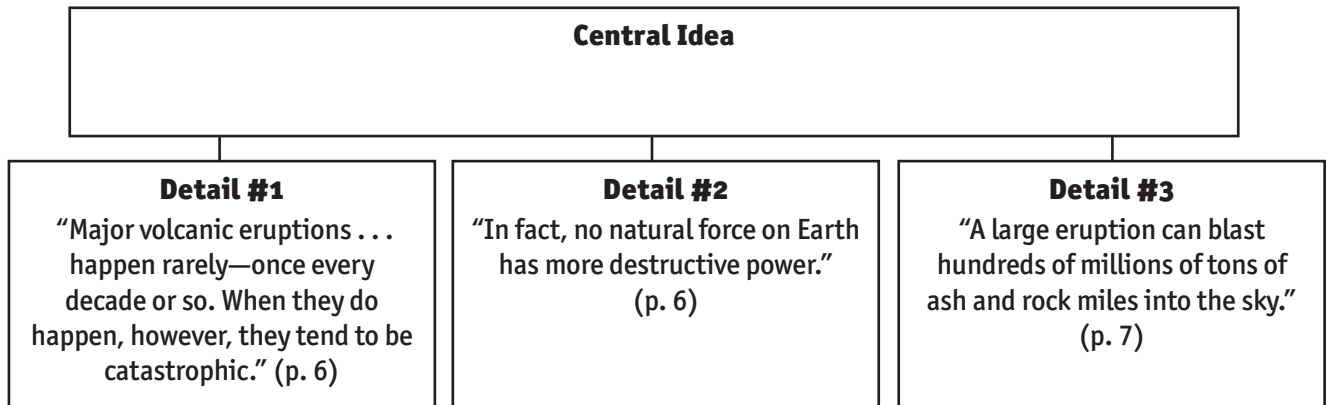 Central Idea
Detail #1
“Major volcanic eruptions . . .
happen rarely—once every
decade or so. When they do
happen, however, they tend to be
catastrophic.” (p. 6)
Detail #2
“In fact, no natural force on Earth
has more destructive power.”
(p. 6)
Detail #3
“A large eruption can blast
hundreds of millions of tons of
ash and rock miles into the sky.”
(p. 7)